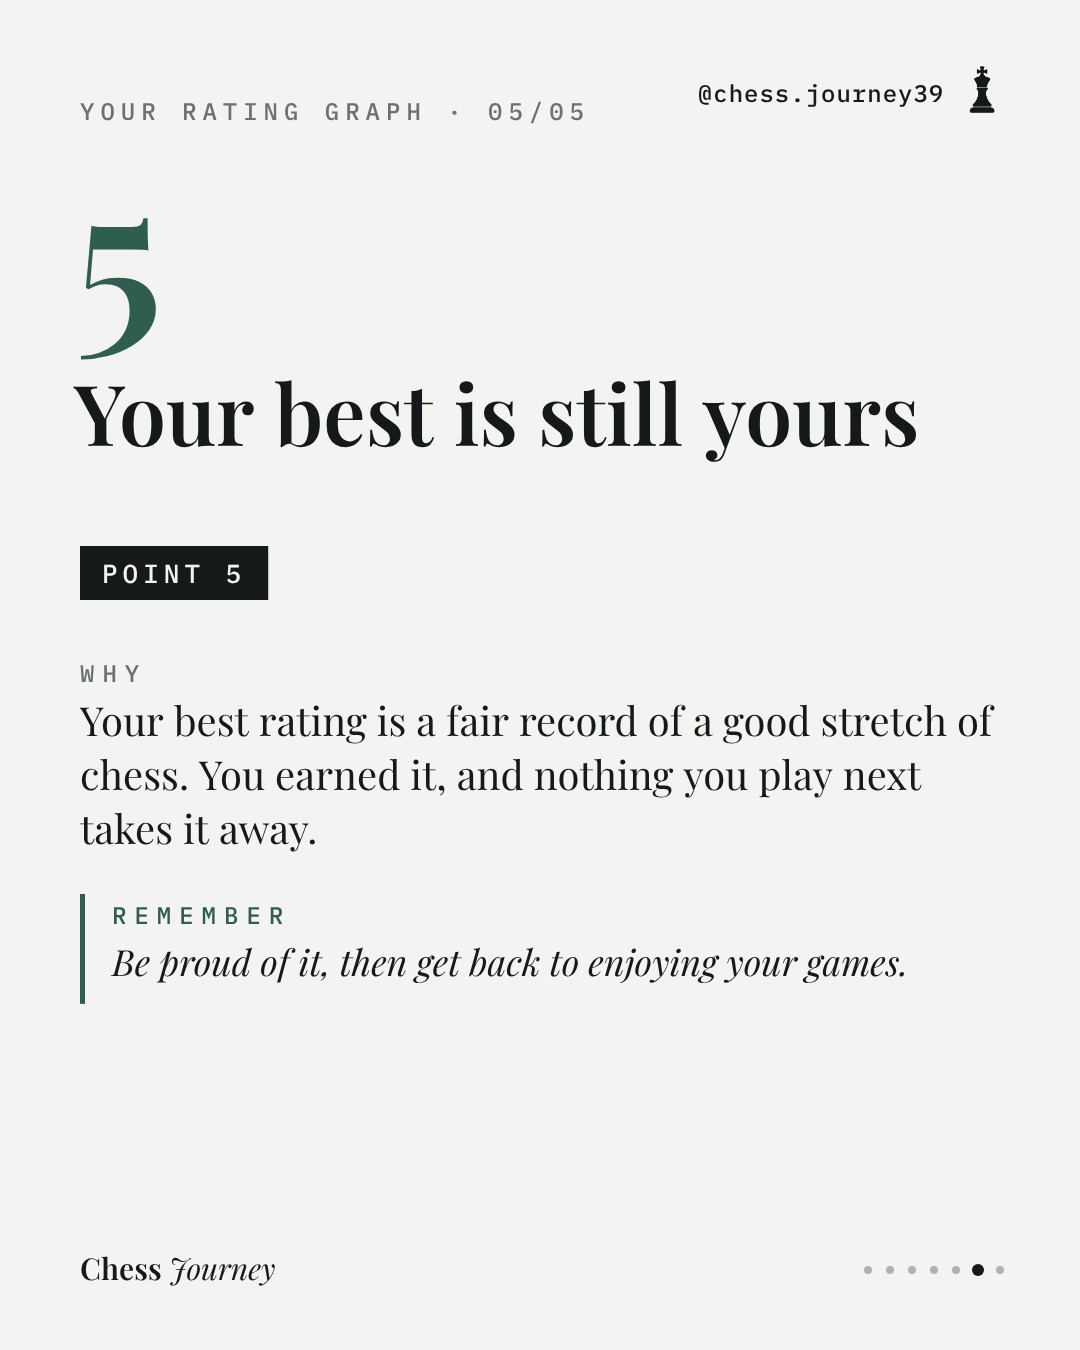 YOUR RATING GRAPH · 05/05
@chess.journey39
5
Your best is still yours
POINT 5
WHY
Your best rating is a fair record of a good stretch of
chess. You earned it, and nothing you play next
takes it away.
REMEMBER
Be proud of it, then get back to enjoying your games.
Chess Journey